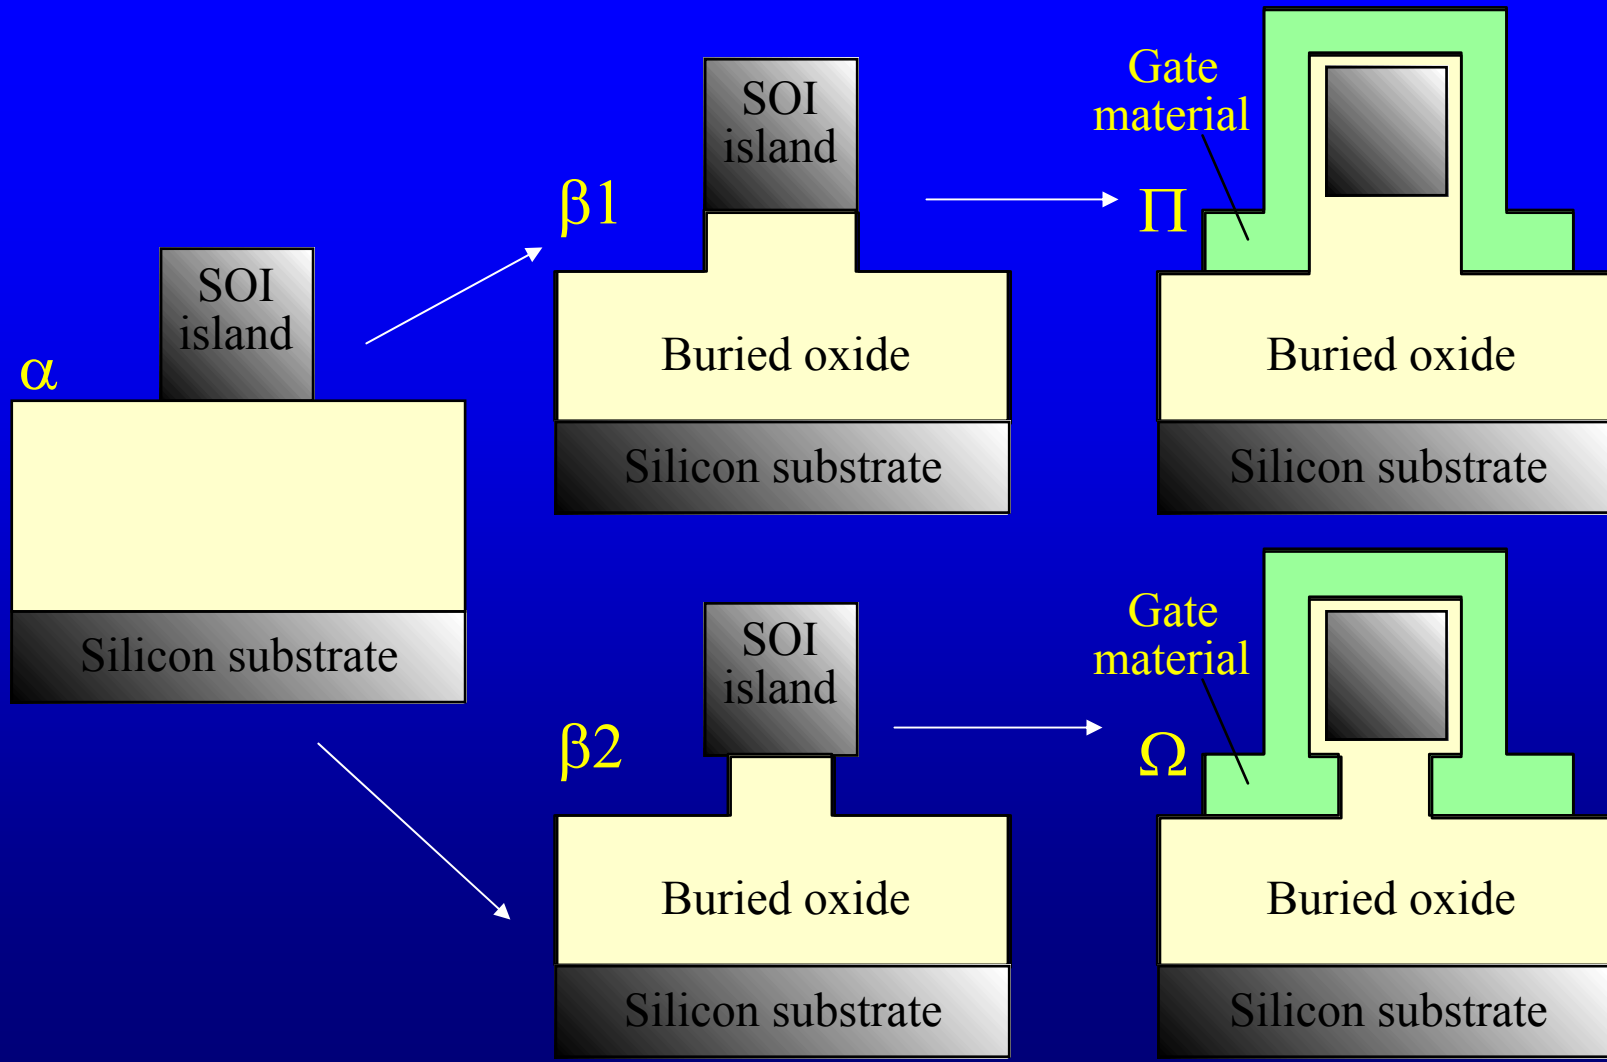 α
SOI
island
Silicon substrate
β1
SOI
island
Buried oxide
Silicon substrate
Π
Gate
material
Buried oxide
Silicon substrate
β2
SOI
island
Buried oxide
Silicon substrate
Ω
Gate
material
Buried oxide
Silicon substrate